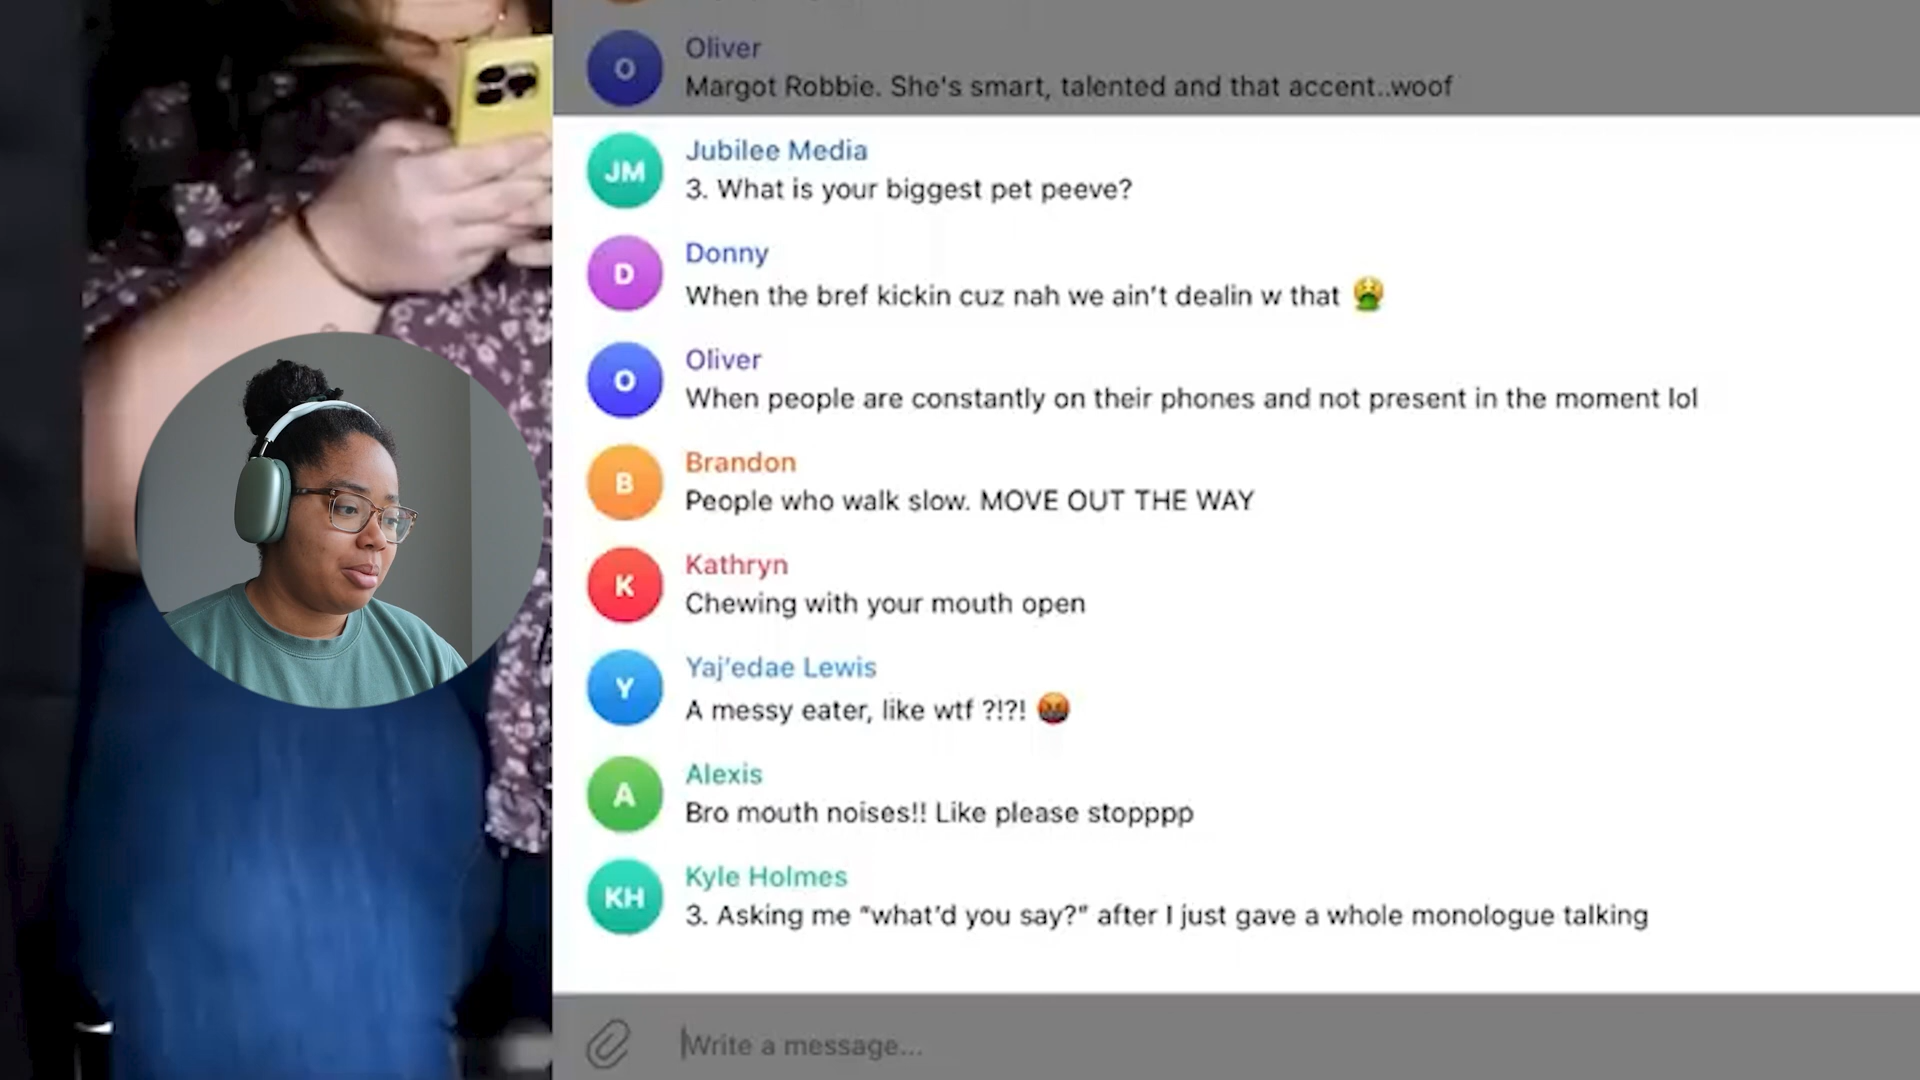 O
Oliver
Margot Robbie. She's smart, talented and that accent..woof
JM
Jubilee Media
3. What is your biggest pet peeve?
D
Donny
When the bref kickin cuz nah we ain't dealin w that 🤮
O
Oliver
When people are constantly on their phones and not present in the moment lol
B
Brandon
People who walk slow. MOVE OUT THE WAY
K
Kathryn
Chewing with your mouth open
Y
Yaj'edae Lewis
A messy eater, like wtf ?!?! 🤬
A
Alexis
Bro mouth noises!! Like please stopppp
KH
Kyle Holmes
3. Asking me "what'd you say?" after I just gave a whole monologue talking
Write a message...